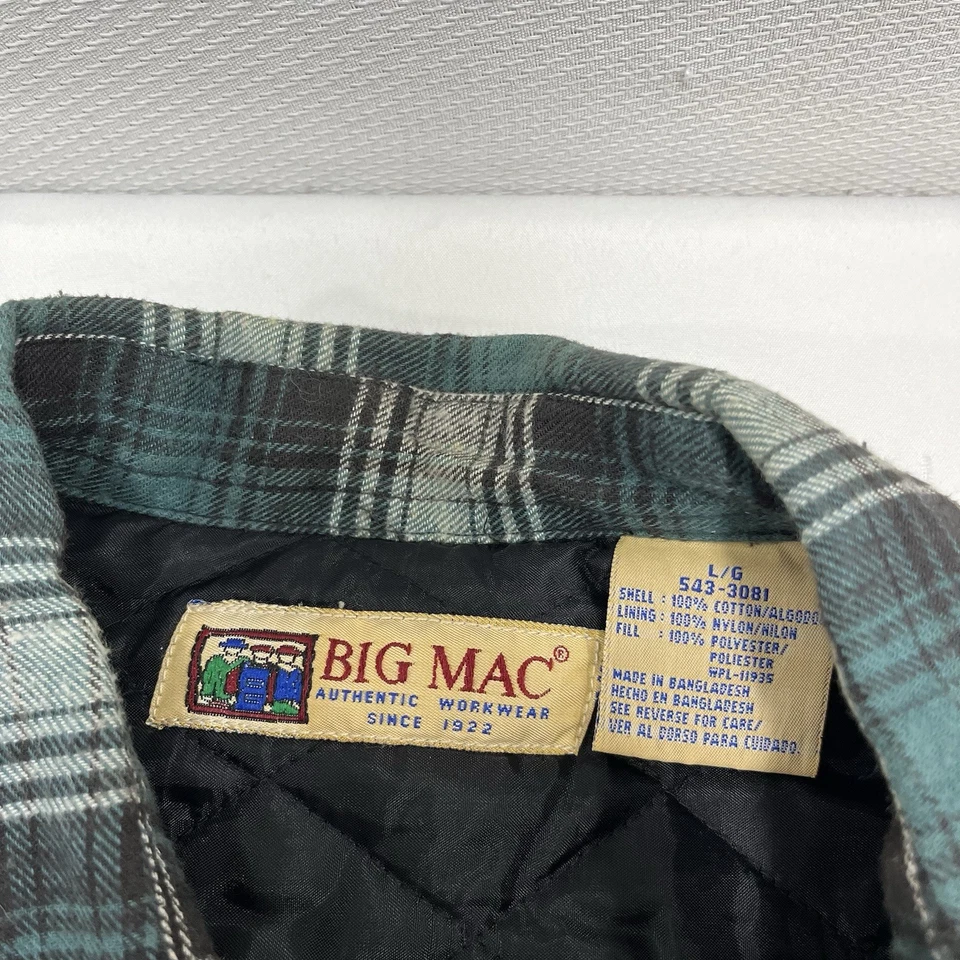 BIG MAC®
AUTHENTIC WORKWEAR
SINCE 1922
L/G
543-3081
SHELL : 100% COTTON/ALGODO
LINING : 100% NYLON/NILON
FILL : 100% POLYESTER/
POLIESTER
WPL-11935
MADE IN BANGLADESH
HECHO EN BANGLADESH
SEE REVERSE FOR CARE/
VER AL DORSO PARA CUIDADO.